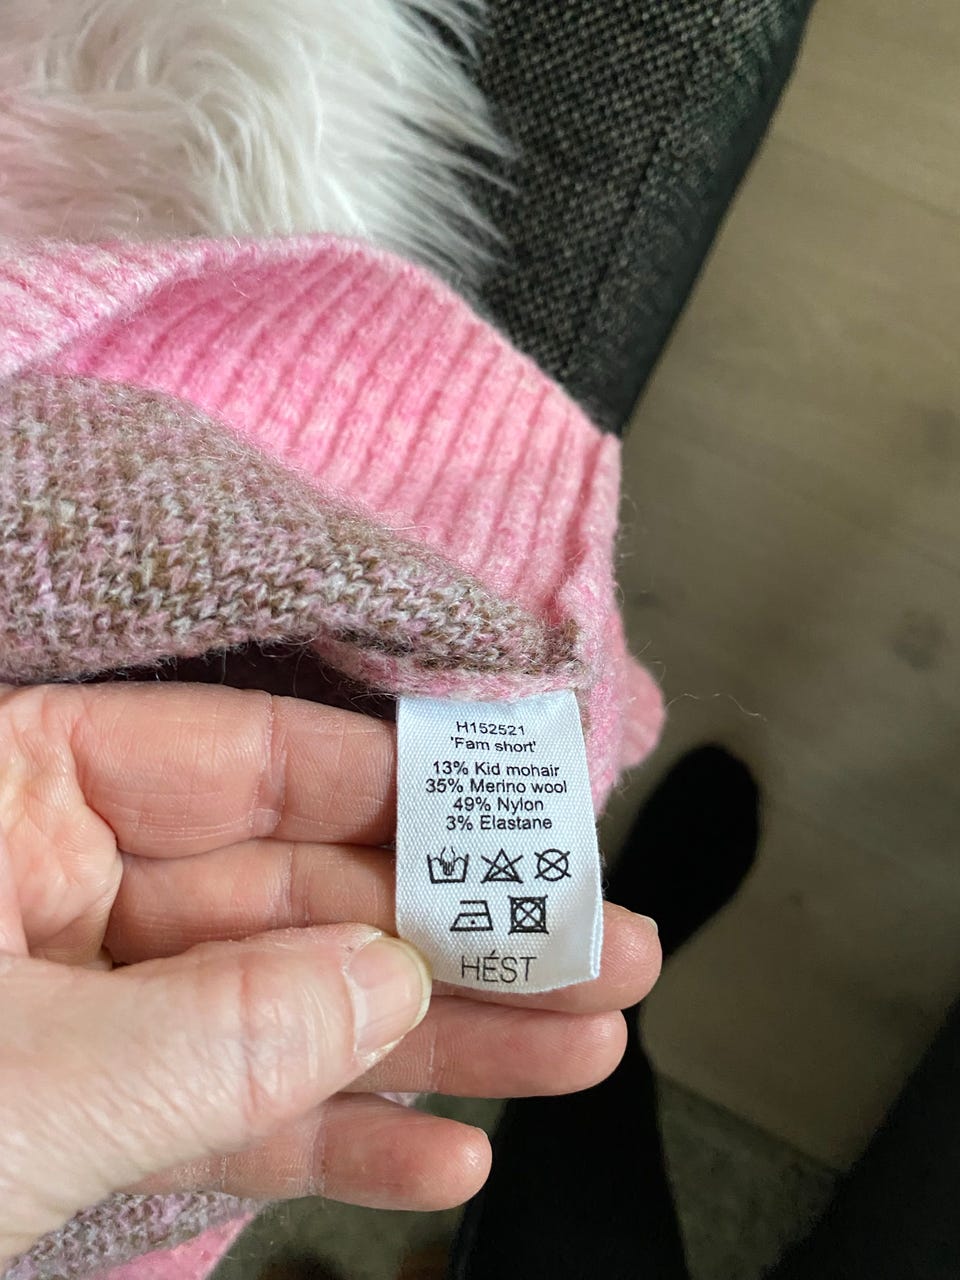 H152521
'Fam short'
13% Kid mohair
35% Merino wool
49% Nylon
3% Elastane
HÉST